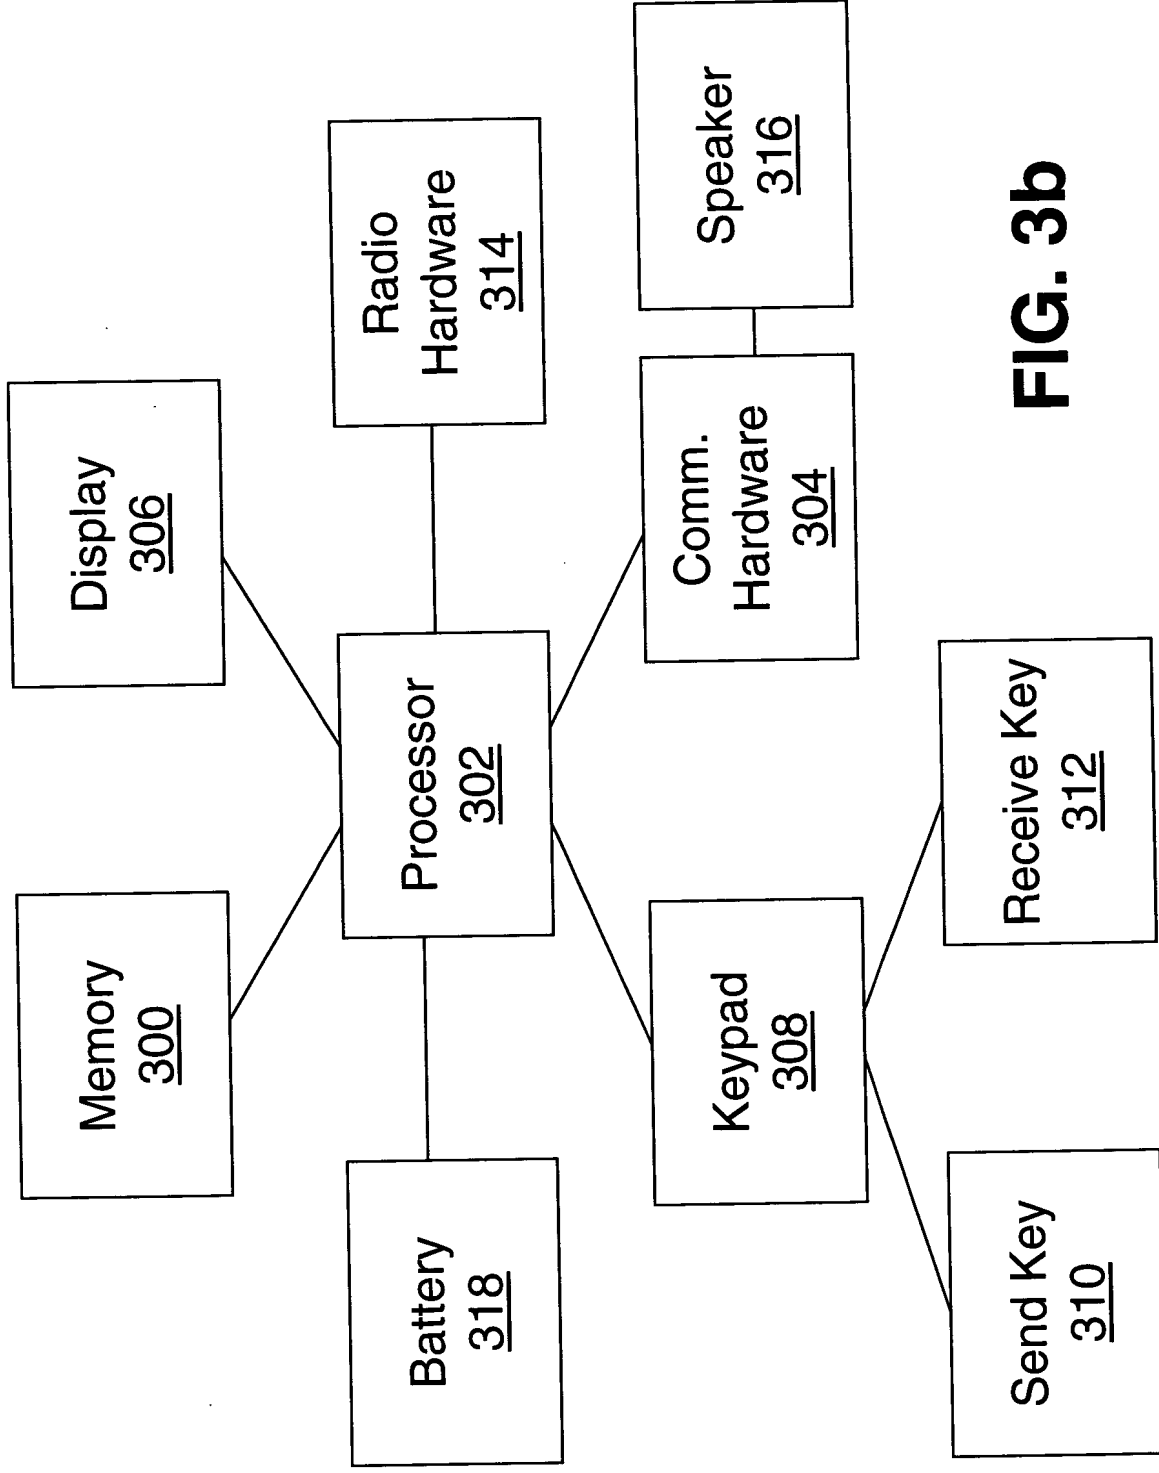 Memory
300
Display
306
Battery
318
Processor
302
Radio
Hardware
314
Keypad
308
Comm.
Hardware
304
Speaker
316
Send Key
310
Receive Key
312
FIG. 3b